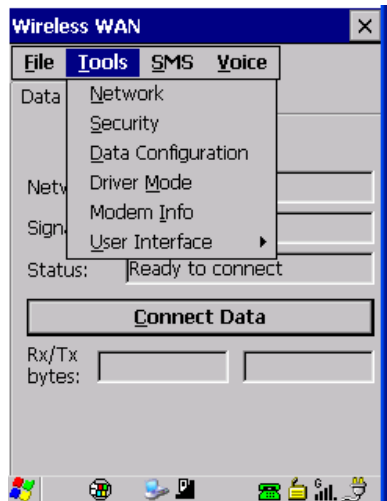 Wireless WAN
File Tools SMS Voice
Data
Network
Security
Data Configuration
Driver Mode
Modem Info
User Interface
Status: Ready to connect
Connect Data
Rx/Tx
bytes:
G